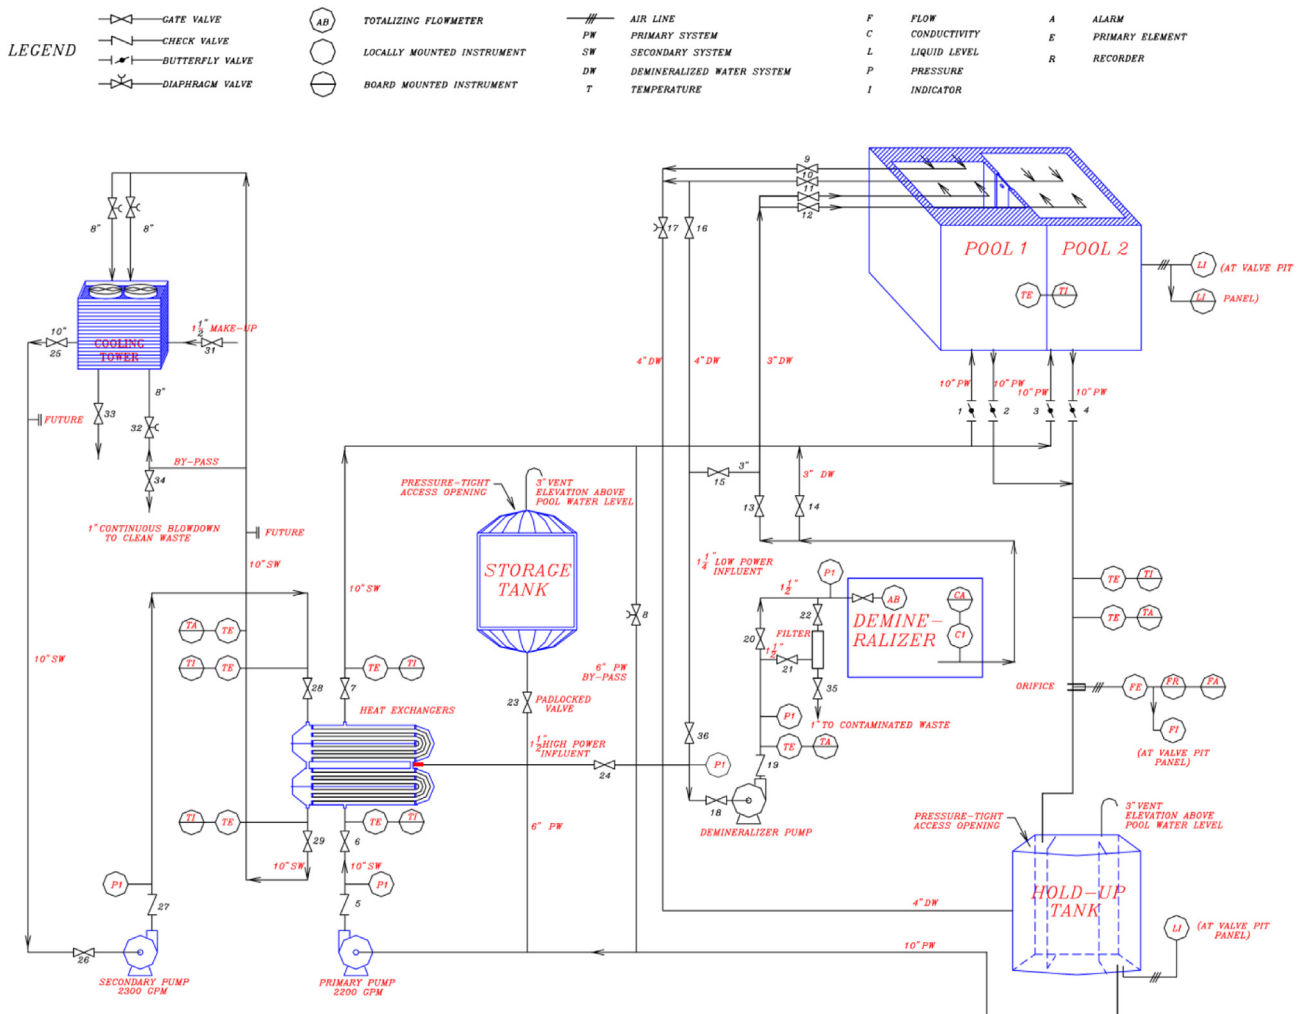 LEGEND
GATE VALVE
CHECK VALVE
BUTTERFLY VALVE
DIAPHRAGM VALVE
AB TOTALIZING FLOWMETER
LOCALLY MOUNTED INSTRUMENT
BOARD MOUNTED INSTRUMENT
AIR LINE
PW PRIMARY SYSTEM
SW SECONDARY SYSTEM
DW DEMINERALIZED WATER SYSTEM
T TEMPERATURE
F FLOW
C CONDUCTIVITY
L LIQUID LEVEL
P PRESSURE
I INDICATOR
A ALARM
E PRIMARY ELEMENT
R RECORDER
8" 8"
10"
25
COOLING
TOWER
1 1/2" MAKE-UP
31
FUTURE
33
8"
32
BY-PASS
34
1" CONTINUOUS BLOWDOWN
TO CLEAN WASTE
FUTURE
10" SW
10" SW
9
10
11
12
17
16
POOL 1
POOL 2
TE TI
LI (AT VALVE PIT
LI PANEL)
4" DW
4" DW
3" DW
10" PW
10" PW
10" PW
10" PW
1
2
3
4
PRESSURE-TIGHT
ACCESS OPENING
3" VENT
ELEVATION ABOVE
POOL WATER LEVEL
STORAGE
TANK
3"
15
3" DW
13
14
1 1/4" LOW POWER
INFLUENT
10" SW
8
6" PW
BY-PASS
P1
1 1/2"
AB
22
20
FILTER
1 1/2"
21
35
1" TO CONTAMINATED WASTE
DEMINE-
RALIZER
CA
C1
TE TI
TE TA
ORIFICE
FE FR FA
FI
(AT VALVE PIT
PANEL)
TA TE
TI TE
28
7
TE TI
HEAT EXCHANGERS
23
PADLOCKED
VALVE
1 1/2" HIGH POWER
INFLUENT
24
36
P1
P1
TE TA
19
18
DEMINERALIZER PUMP
TI TE
29
6
TE TI
10" SW
10" SW
6" PW
P1
27
P1
5
26
SECONDARY PUMP
2300 GPM
PRIMARY PUMP
2200 GPM
PRESSURE-TIGHT
ACCESS OPENING
3" VENT
ELEVATION ABOVE
POOL WATER LEVEL
HOLD-UP
TANK
4" DW
10" PW
LI
(AT VALVE PIT
PANEL)